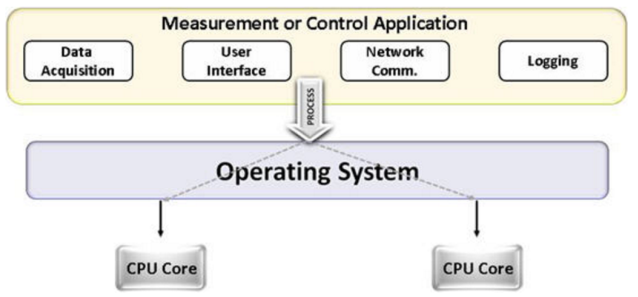 Measurement or Control Application
Data
Acquisition
User
Interface
Network
Comm.
Logging
PROCESS
Operating System
CPU Core
CPU Core